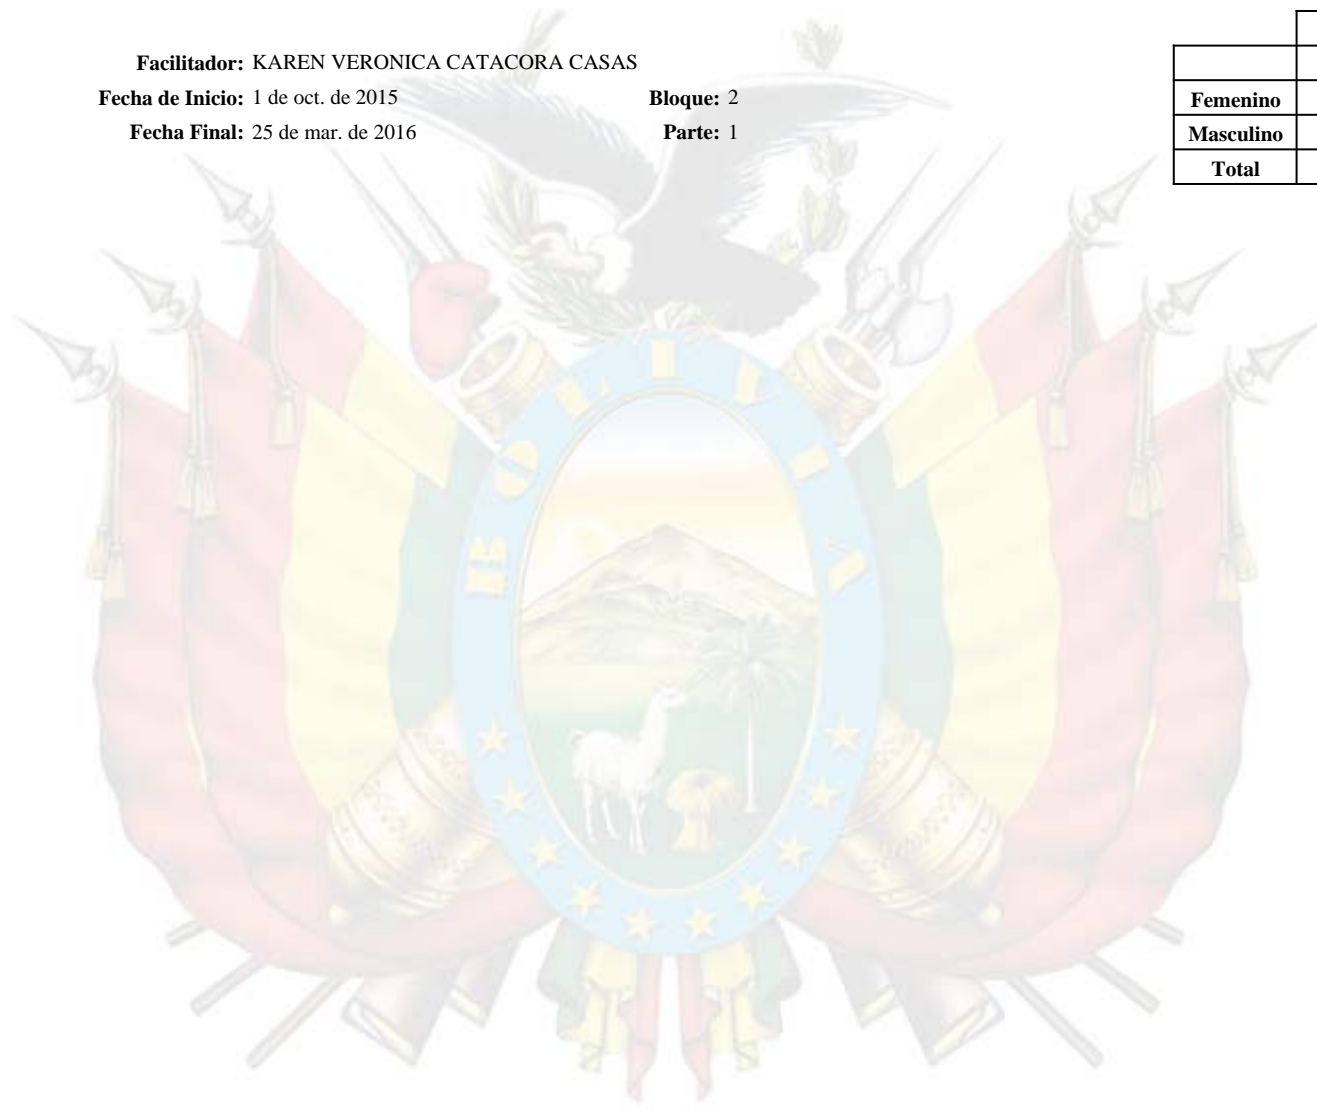 Facilitador: KAREN VERONICA CATACORA CASAS
Fecha de Inicio: 1 de oct. de 2015 Bloque: 2
Fecha Final: 25 de mar. de 2016 Parte: 1
Femenino
Masculino
Total
BOLIVIA